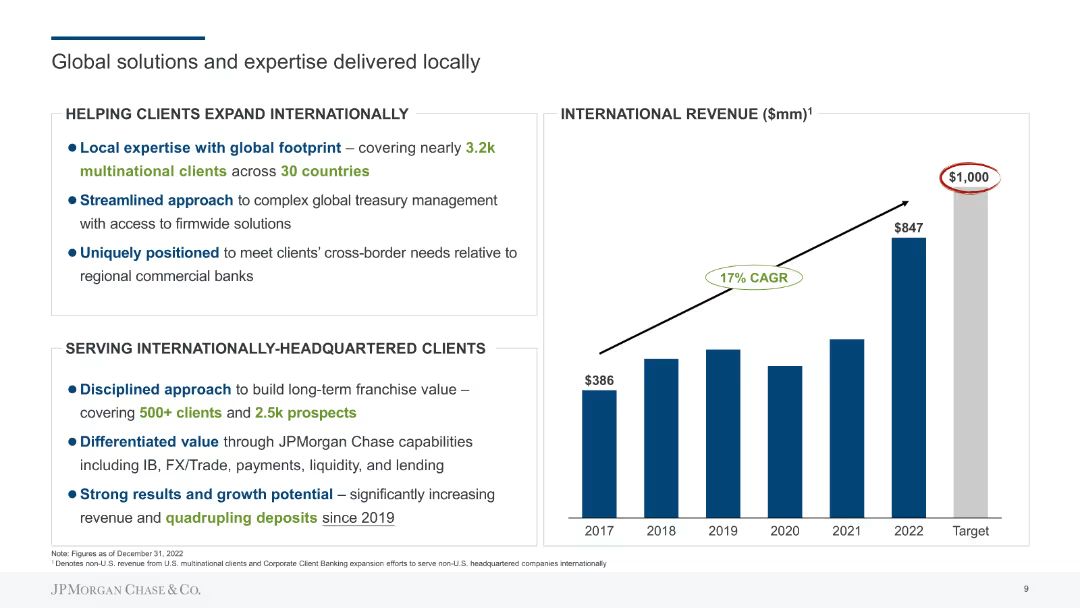 Global solutions and expertise delivered locally
HELPING CLIENTS EXPAND INTERNATIONALLY
● Local expertise with global footprint – covering nearly 3.2k
multinational clients across 30 countries
● Streamlined approach to complex global treasury management
with access to firmwide solutions
● Uniquely positioned to meet clients' cross-border needs relative to
regional commercial banks
SERVING INTERNATIONALLY-HEADQUARTERED CLIENTS
● Disciplined approach to build long-term franchise value –
covering 500+ clients and 2.5k prospects
● Differentiated value through JPMorgan Chase capabilities
including IB, FX/Trade, payments, liquidity, and lending
● Strong results and growth potential – significantly increasing
revenue and quadrupling deposits since 2019
INTERNATIONAL REVENUE ($mm)¹
$1,000
$847
17% CAGR
$386
2017 2018 2019 2020 2021 2022 Target
Note: Figures as of December 31, 2022
¹ Denotes non-U.S. revenue from U.S. multinational clients and Corporate Client Banking expansion efforts to serve non-U.S. headquartered companies internationally
JPMORGAN CHASE & CO.
9